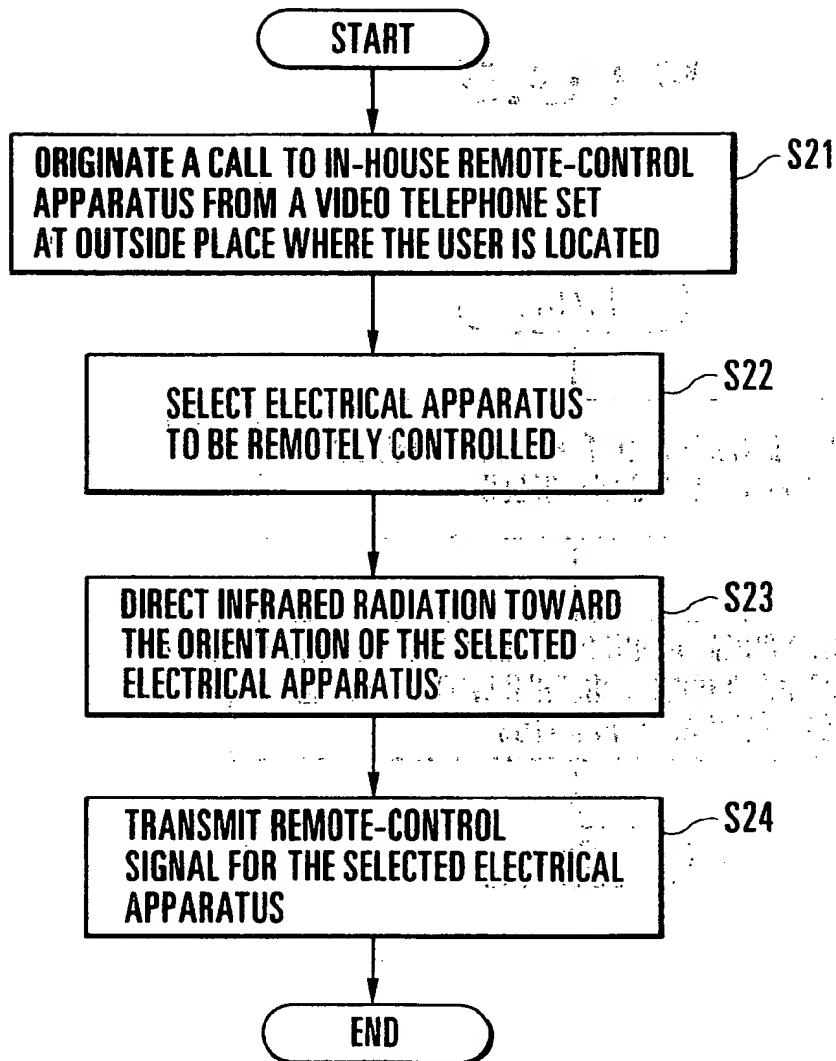 START
ORIGINATE A CALL TO IN-HOUSE REMOTE-CONTROL
APPARATUS FROM A VIDEO TELEPHONE SET
AT OUTSIDE PLACE WHERE THE USER IS LOCATED
S21
SELECT ELECTRICAL APPARATUS
TO BE REMOTELY CONTROLLED
S22
DIRECT INFRARED RADIATION TOWARD
THE ORIENTATION OF THE SELECTED
ELECTRICAL APPARATUS
S23
TRANSMIT REMOTE-CONTROL
SIGNAL FOR THE SELECTED ELECTRICAL
APPARATUS
S24
END